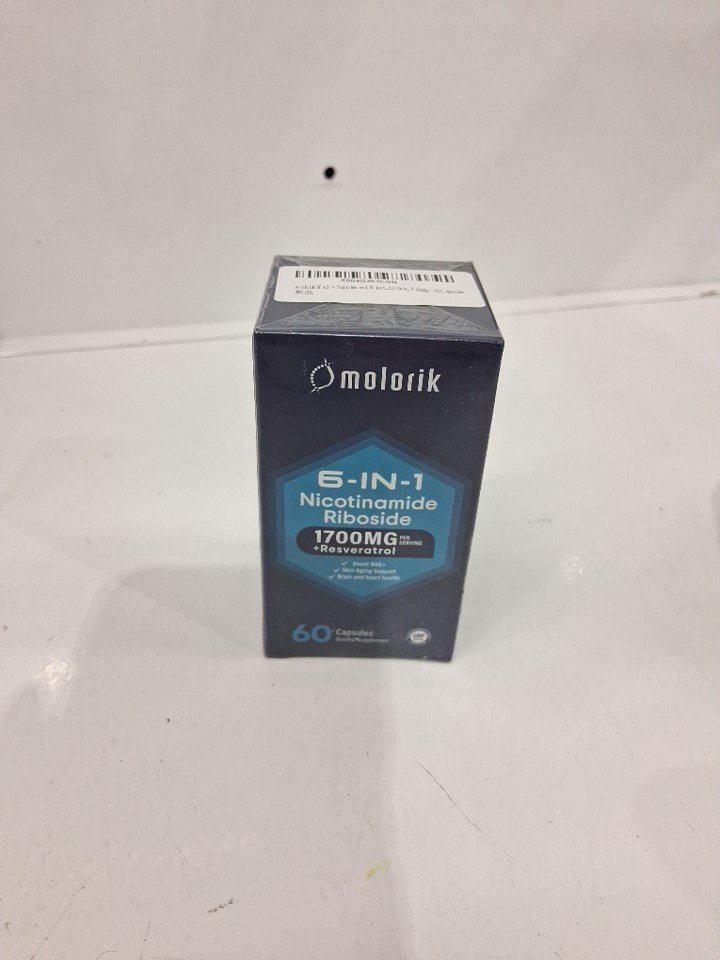 molorik
6-IN-1
Nicotinamide
Riboside
1700MG PER SERVING
+Resveratrol
Boost NAD+
Skin Aging Support
Brain and heart health
60 Capsules
Supplement
GMP